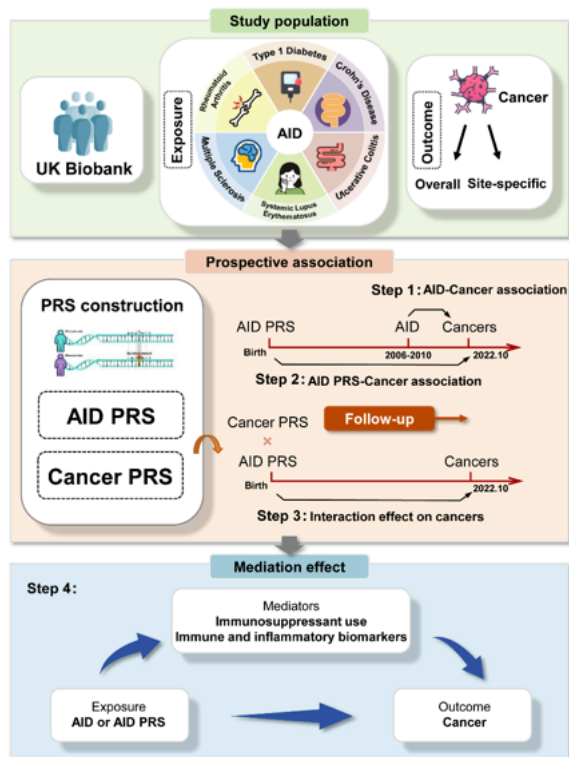 Study population
UK Biobank
Exposure
AID
Type 1 Diabetes
Crohn's Disease
Ulcerative Colitis
Systemic Lupus
Erythematosus
Multiple Sclerosis
Rheumatoid
Arthritis
Outcome
Cancer
Overall Site-specific
Prospective association
PRS construction
AID PRS
Cancer PRS
Step 1: AID-Cancer association
AID PRS AID Cancers
Birth 2006-2010 2022.10
Step 2: AID PRS-Cancer association
Cancer PRS
×
Follow-up
AID PRS Cancers
Birth 2022.10
Step 3: Interaction effect on cancers
Mediation effect
Step 4:
Mediators
Immunosuppressant use
Immune and inflammatory biomarkers
Exposure
AID or AID PRS
Outcome
Cancer